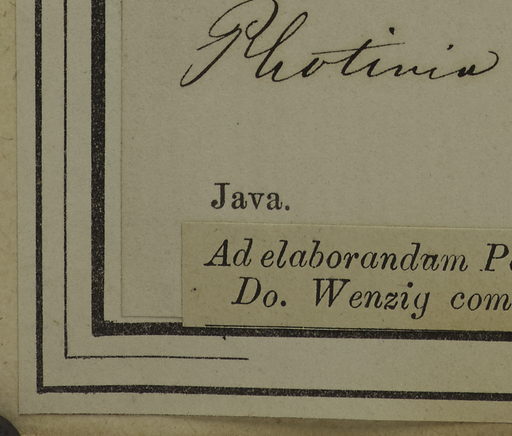 Photinia
Java.
Ad elaborandam P
Do. Wenzig com